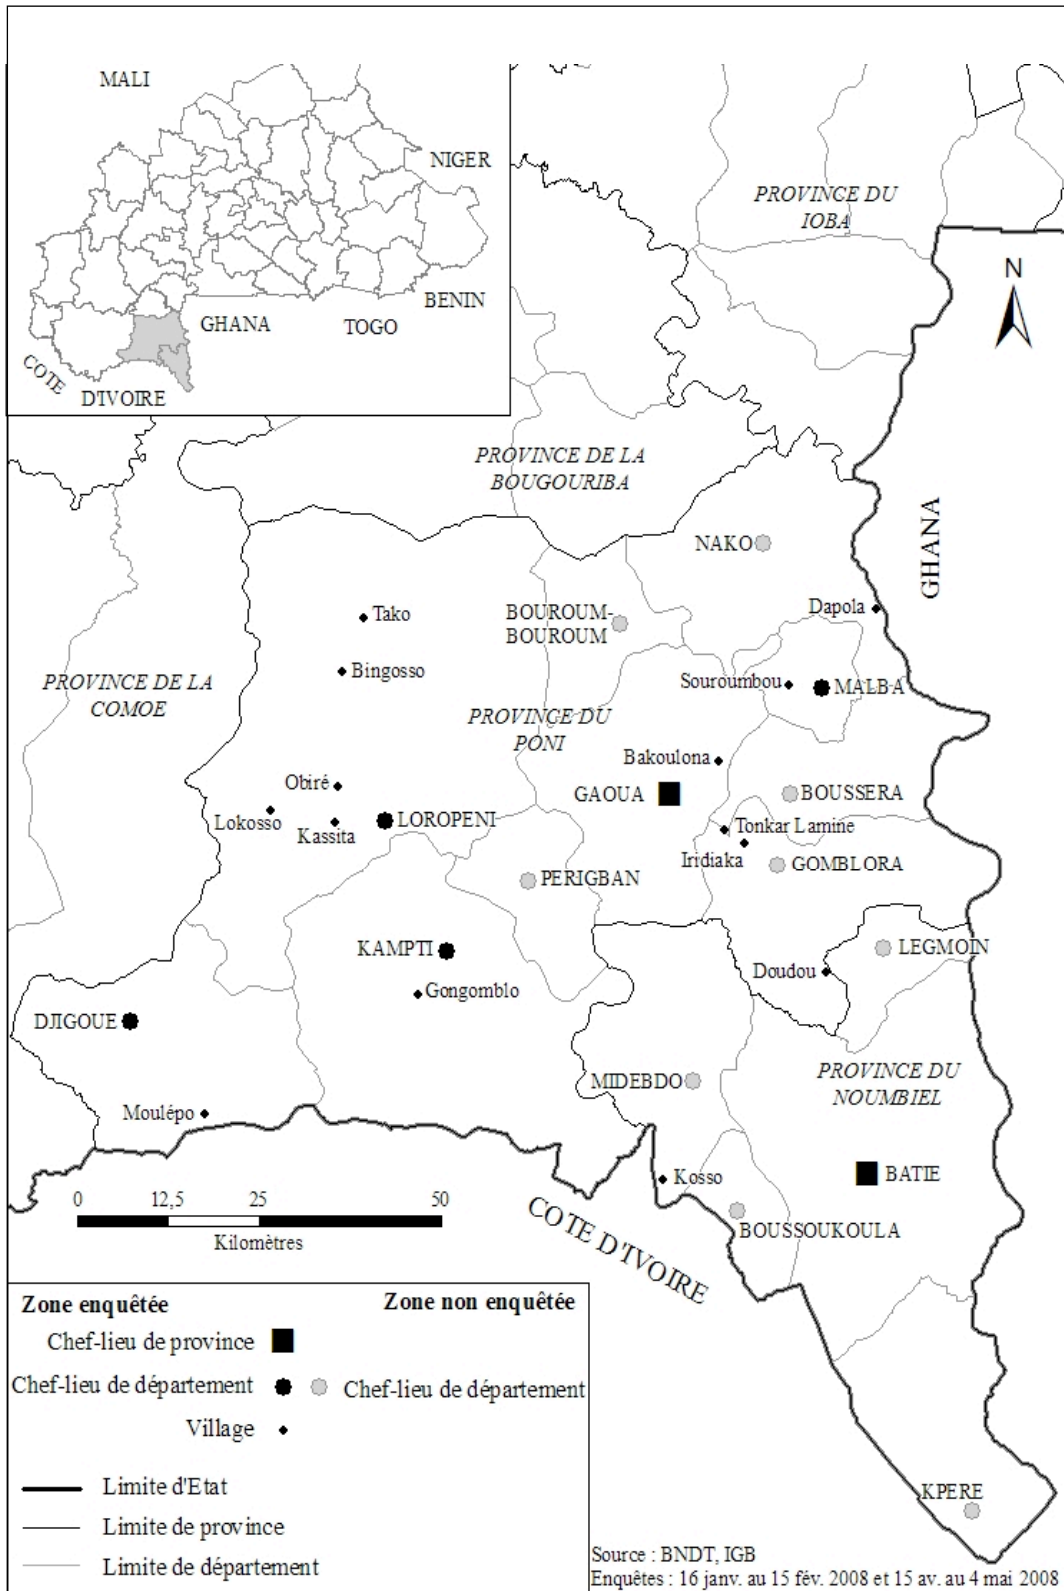 MALI
NIGER
BENIN
GHANA
TOGO
COTE
D'IVOIRE
PROVINCE DU
IOBA
N
PROVINCE DE LA
BOUGOURIBA
GHANA
NAKO
Dapola
BOUROUM-
BOUROUM
Tako
Bingosso
Souroumbou
MALBA
PROVINCE DE LA
COMOE
PROVINCE DU
PONI
Bakoulona
Obiré
GAOUA
BOUSSERA
Lokosso
Kassita
LOROPENI
Tonkar Lamine
Iridiaka
GOMBLORA
PERIGBAN
KAMPTI
LEGMOIN
Doudou
Gongomblo
DJIGOUE
MIDEBDO
PROVINCE DU
NOUMBIEL
Moulépo
Kosso
BATIE
0 12,5 25 50
Kilomètres
COTE D'IVOIRE
BOUSSOUKOULA
Zone enquêtée
Zone non enquêtée
Chef-lieu de province
Chef-lieu de département
Chef-lieu de département
Village
Limite d'Etat
Limite de province
Limite de département
KPERE
Source : BNDT, IGB
Enquêtes : 16 janv. au 15 fév. 2008 et 15 av. au 4 mai 2008